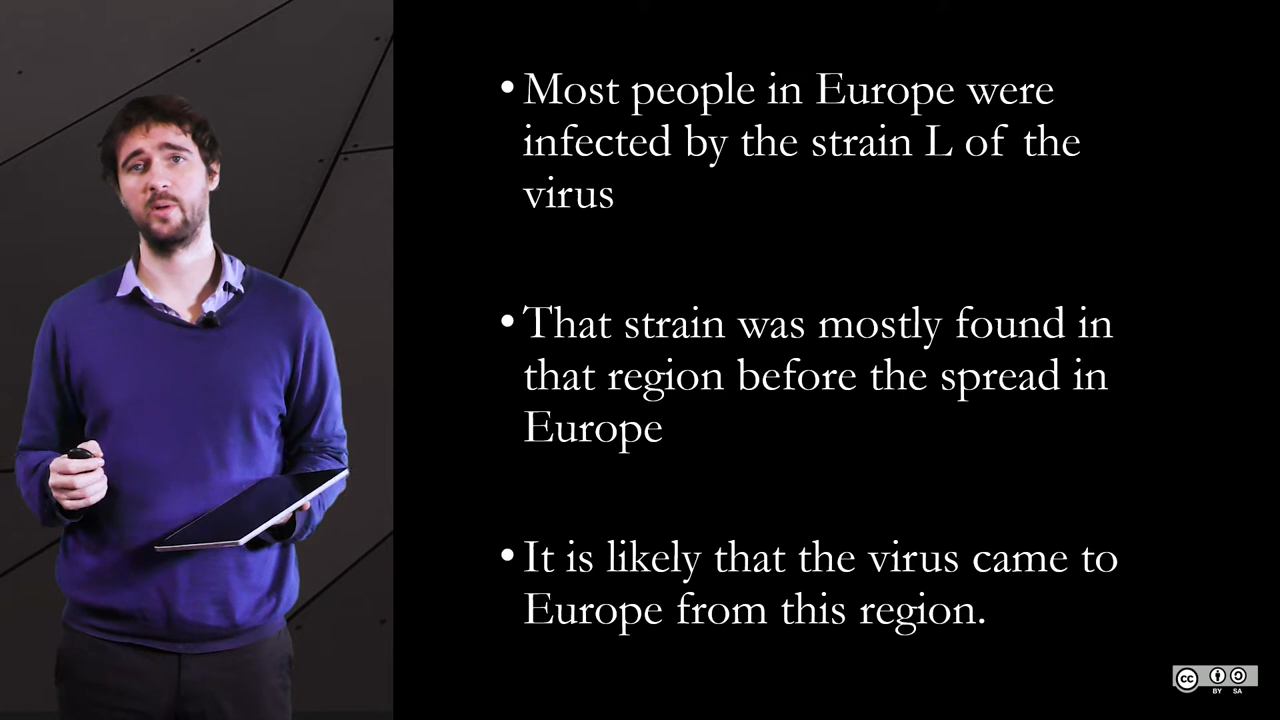 • Most people in Europe were
infected by the strain L of the
virus
• That strain was mostly found in
that region before the spread in
Europe
• It is likely that the virus came to
Europe from this region.
cc
BY SA